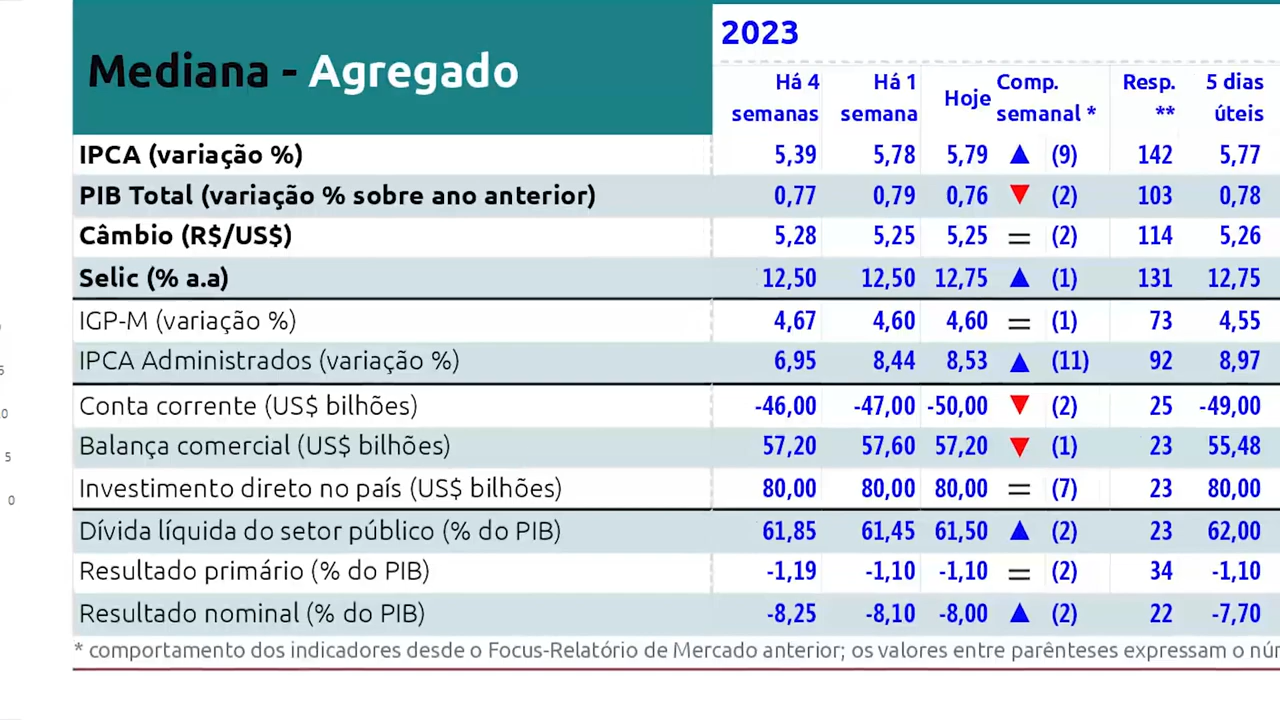 Mediana - Agregado
2023
Há 4 semanas Há 1 semana Hoje Comp. semanal * Resp. ** 5 dias úteis
IPCA (variação %) 5,39 5,78 5,79 ▲ (9) 142 5,77
PIB Total (variação % sobre ano anterior) 0,77 0,79 0,76 ▼ (2) 103 0,78
Câmbio (R$/US$) 5,28 5,25 5,25 = (2) 114 5,26
Selic (% a.a) 12,50 12,50 12,75 ▲ (1) 131 12,75
IGP-M (variação %) 4,67 4,60 4,60 = (1) 73 4,55
IPCA Administrados (variação %) 6,95 8,44 8,53 ▲ (11) 92 8,97
Conta corrente (US$ bilhões) -46,00 -47,00 -50,00 ▼ (2) 25 -49,00
Balança comercial (US$ bilhões) 57,20 57,60 57,20 ▼ (1) 23 55,48
Investimento direto no país (US$ bilhões) 80,00 80,00 80,00 = (7) 23 80,00
Dívida líquida do setor público (% do PIB) 61,85 61,45 61,50 ▲ (2) 23 62,00
Resultado primário (% do PIB) -1,19 -1,10 -1,10 = (2) 34 -1,10
Resultado nominal (% do PIB) -8,25 -8,10 -8,00 ▲ (2) 22 -7,70
* comportamento dos indicadores desde o Focus-Relatório de Mercado anterior; os valores entre parênteses expressam o